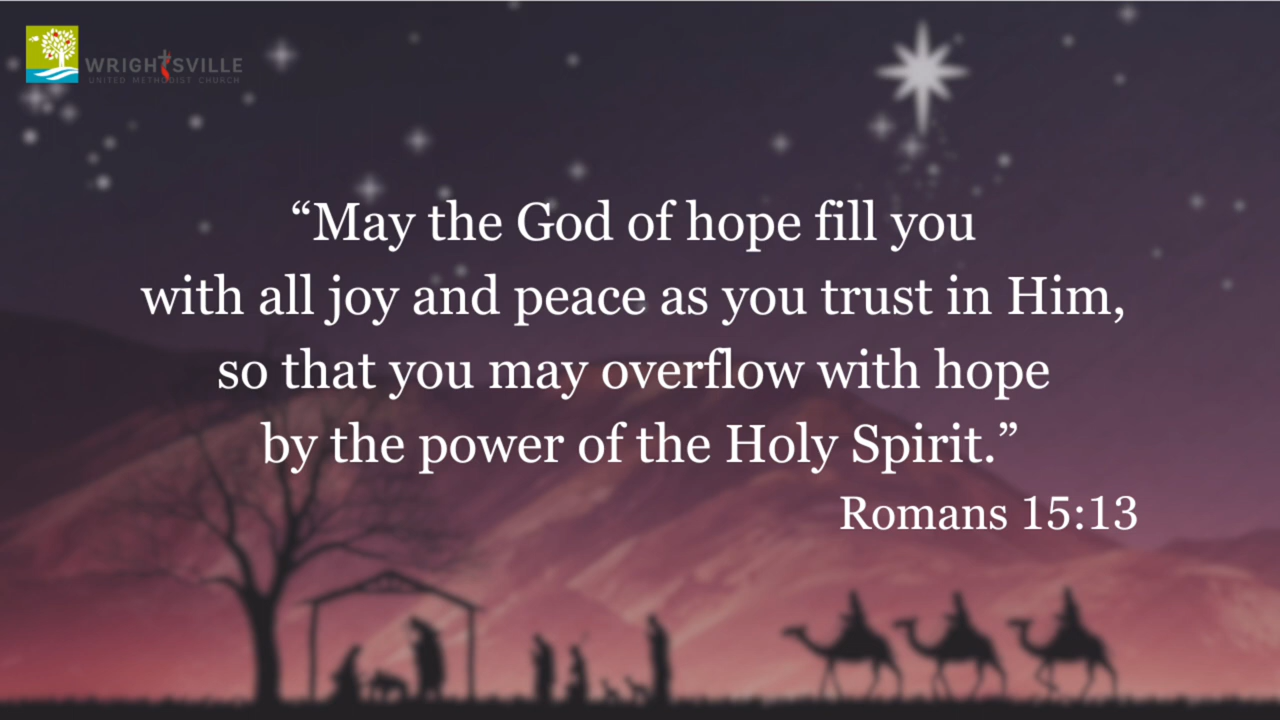 WRIGHTSVILLE
UNITED METHODIST CHURCH
“May the God of hope fill you
with all joy and peace as you trust in Him,
so that you may overflow with hope
by the power of the Holy Spirit.”
Romans 15:13